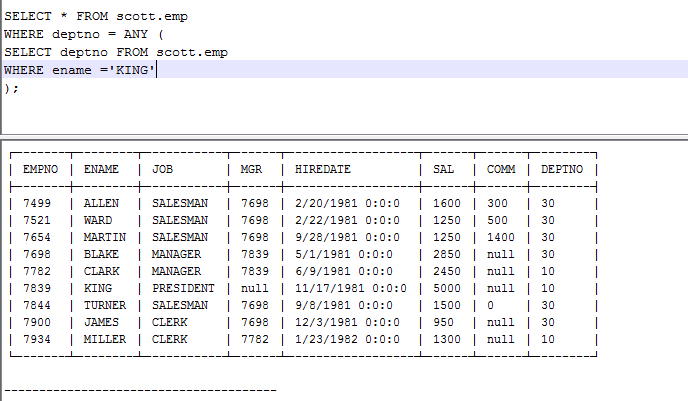 SELECT * FROM scott.emp
WHERE deptno = ANY (
SELECT deptno FROM scott.emp
WHERE ename ='KING'
);
EMPNO | ENAME | JOB | MGR | HIREDATE | SAL | COMM | DEPTNO
7499 | ALLEN | SALESMAN | 7698 | 2/20/1981 0:0:0 | 1600 | 300 | 30
7521 | WARD | SALESMAN | 7698 | 2/22/1981 0:0:0 | 1250 | 500 | 30
7654 | MARTIN | SALESMAN | 7698 | 9/28/1981 0:0:0 | 1250 | 1400 | 30
7698 | BLAKE | MANAGER | 7839 | 5/1/1981 0:0:0 | 2850 | null | 30
7782 | CLARK | MANAGER | 7839 | 6/9/1981 0:0:0 | 2450 | null | 10
7839 | KING | PRESIDENT | null | 11/17/1981 0:0:0 | 5000 | null | 10
7844 | TURNER | SALESMAN | 7698 | 9/8/1981 0:0:0 | 1500 | 0 | 30
7900 | JAMES | CLERK | 7698 | 12/3/1981 0:0:0 | 950 | null | 30
7934 | MILLER | CLERK | 7782 | 1/23/1982 0:0:0 | 1300 | null | 10